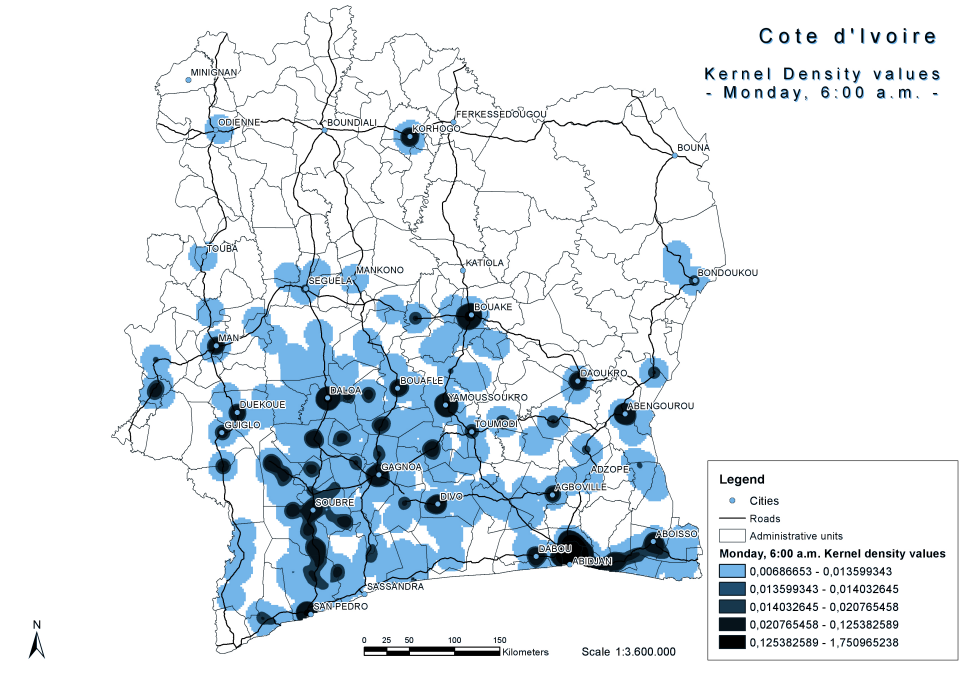 Cote d'Ivoire
Kernel Density values
- Monday, 6:00 a.m. -
MINIGNAN
ODIENNE
BOUNDIALI
KORHOGO
FERKESSEDOUGOU
BOUNA
TOUBA
SEGUELA
MANKONO
KATIOLA
BONDOUKOU
BOUAKE
MAN
DALOA
BOUAFLE
YAMOUSSOUKRO
DAOUKRO
DUEKOUE
GUIGLO
TOUMODI
ABENGOUROU
GAGNOA
ADZOPE
SOUBRE
DIVO
AGBOVILLE
DABOU
ABIDJAN
ABOISSO
SASSANDRA
SAN PEDRO
Legend
Cities
Roads
Administrative units
Monday, 6:00 a.m. Kernel density values
0,00686653 - 0,013599343
0,013599343 - 0,014032645
0,014032645 - 0,020765458
0,020765458 - 0,125382589
0,125382589 - 1,750965238
N
0 25 50 100 150
Kilometers
Scale 1:3.600.000